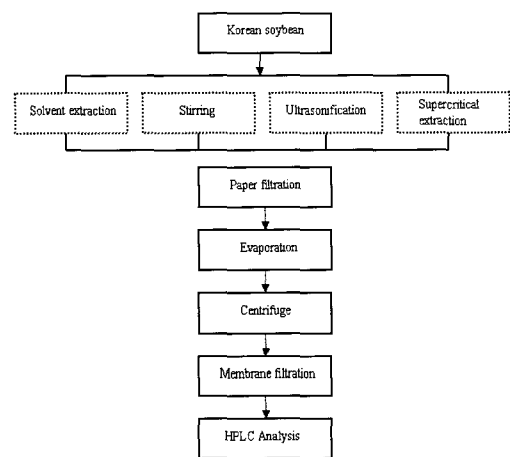 Korean soybean
Solvent extraction
Stirring
Ultrasonification
Supercritical
extraction
Paper filtration
Evaporation
Centrifuge
Membrane filtration
HPLC Analysis